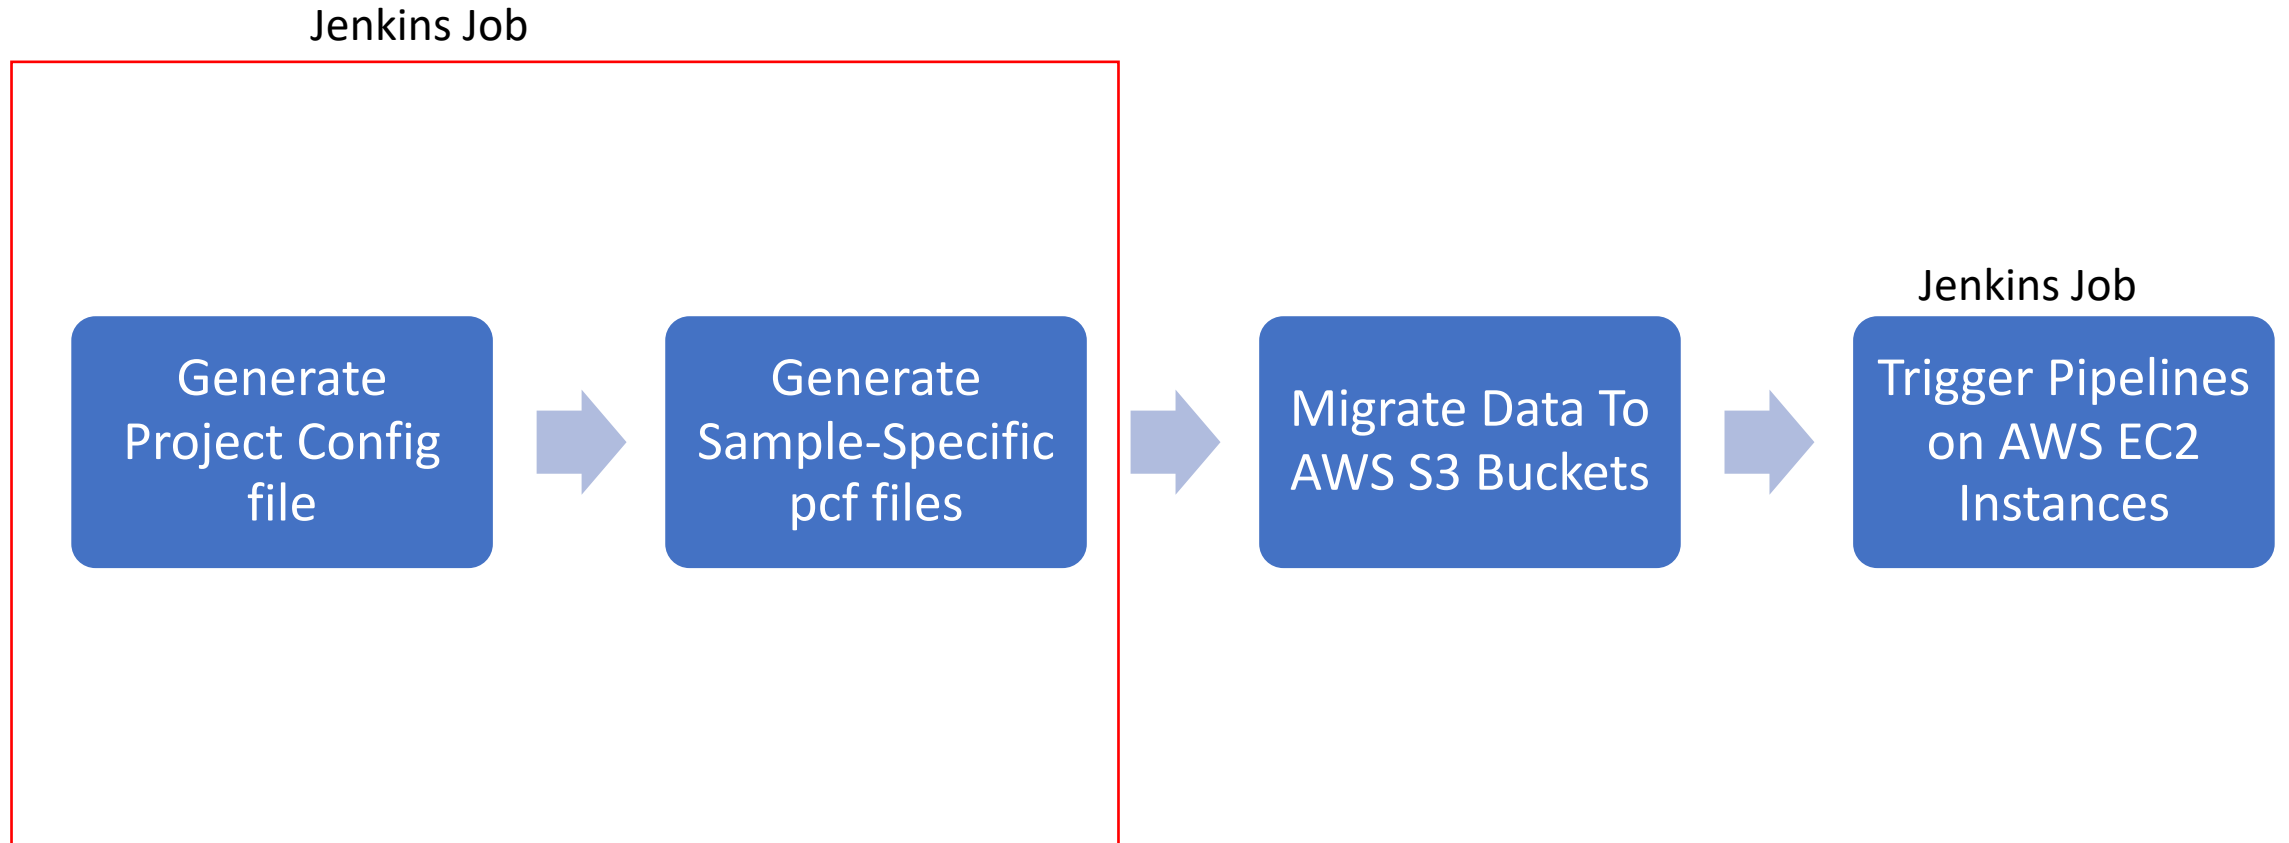 Jenkins Job
Generate
Project Config
file
Generate
Sample-Specific
pcf files
Migrate Data To
AWS S3 Buckets
Jenkins Job
Trigger Pipelines
on AWS EC2
Instances